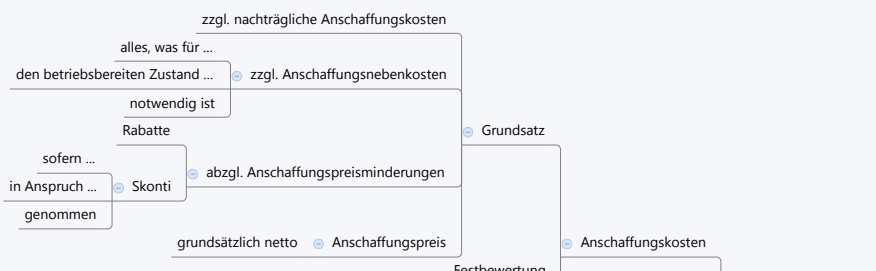 zzgl. nachträgliche Anschaffungskosten
alles, was für ...
den betriebsbereiten Zustand ...
zzgl. Anschaffungsnebenkosten
notwendig ist
Rabatte
Grundsatz
sofern ...
abzgl. Anschaffungspreisminderungen
in Anspruch ...
Skonti
genommen
grundsätzlich netto
Anschaffungspreis
Anschaffungskosten
Festbewertung